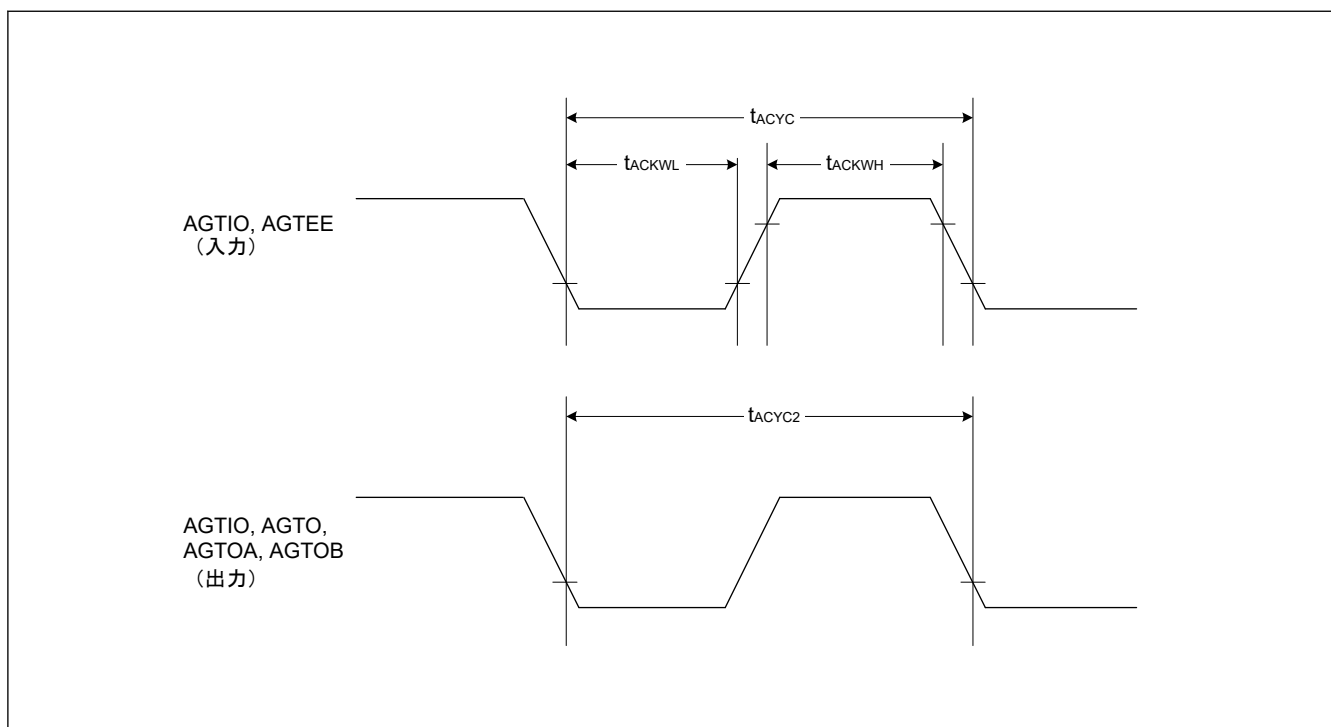 tACYC
tACKWL
tACKWH
AGTIO, AGTEE
（入力）
tACYC2
AGTIO, AGTO,
AGTOA, AGTOB
（出力）